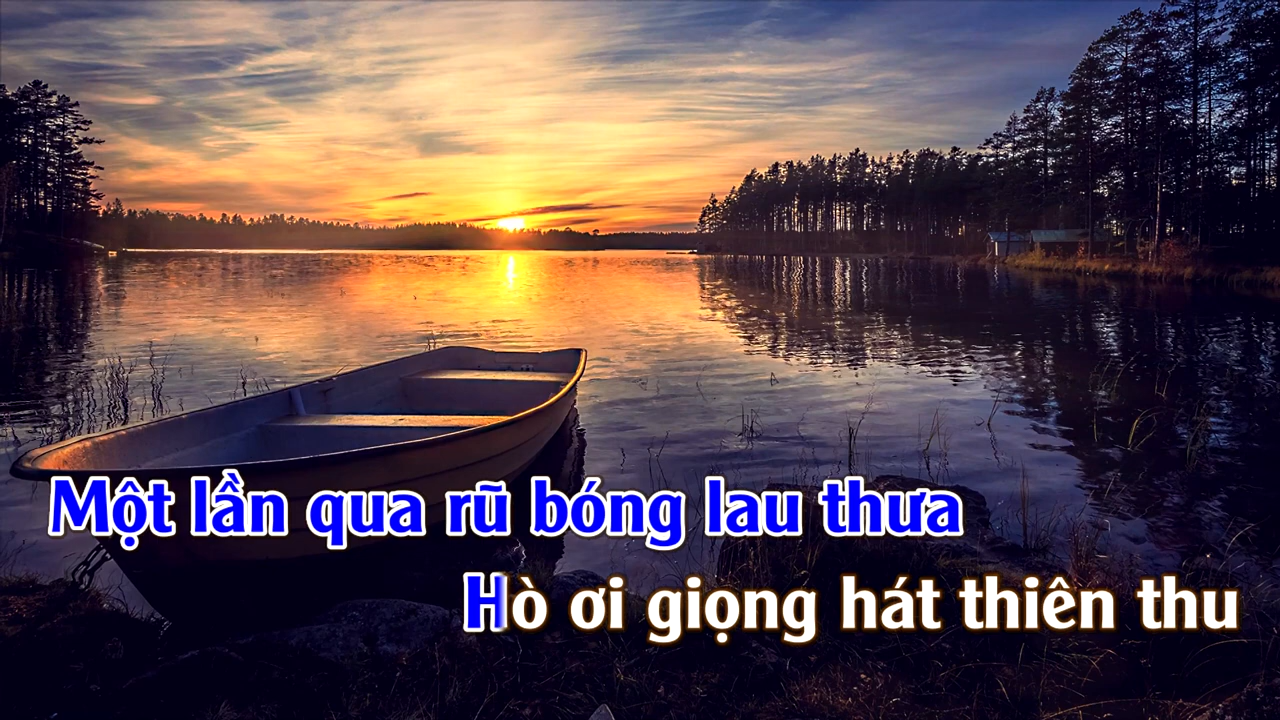 Một lần qua rũ bóng lau thưa
Hò ơi giọng hát thiên thu